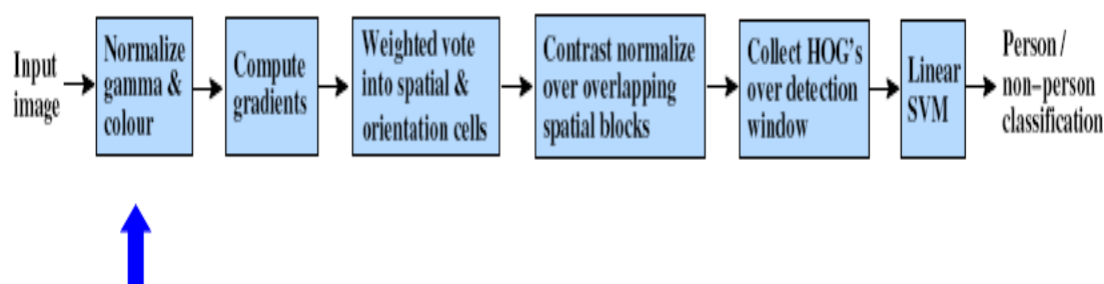 Input
image
Normalize
gamma &
colour
Compute
gradients
Weighted vote
into spatial &
orientation cells
Contrast normalize
over overlapping
spatial blocks
Collect HOG's
over detection
window
Linear
SVM
Person /
non–person
classification